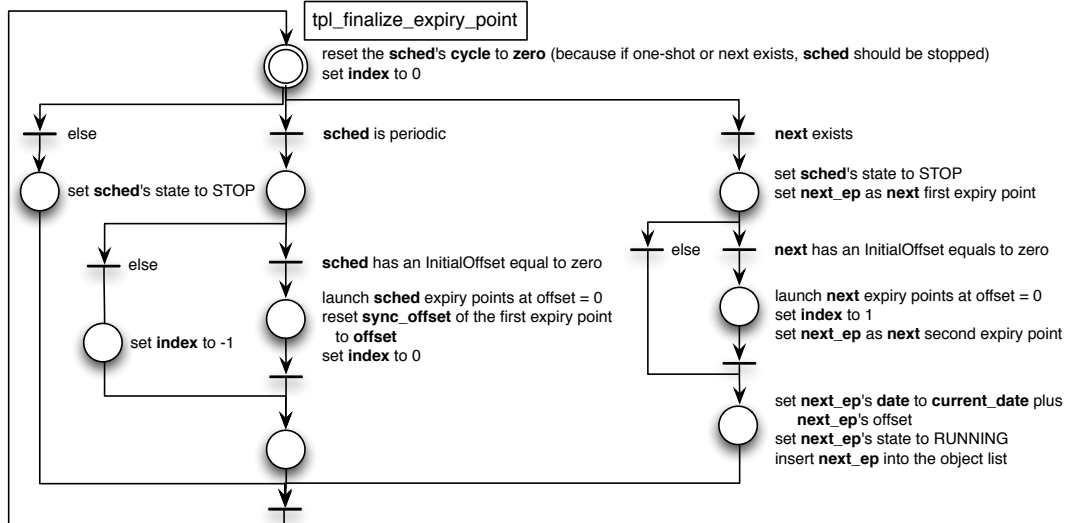 tpl_finalize_expiry_point
reset the sched's cycle to zero (because if one-shot or next exists, sched should be stopped)
set index to 0
else
sched is periodic
next exists
set sched's state to STOP
set sched's state to STOP
set next_ep as next first expiry point
else
sched has an InitialOffset equal to zero
else
next has an InitialOffset equals to zero
launch sched expiry points at offset = 0
reset sync_offset of the first expiry point
to offset
set index to 0
set index to -1
launch next expiry points at offset = 0
set index to 1
set next_ep as next second expiry point
set next_ep's date to current_date plus
next_ep's offset
set next_ep's state to RUNNING
insert next_ep into the object list